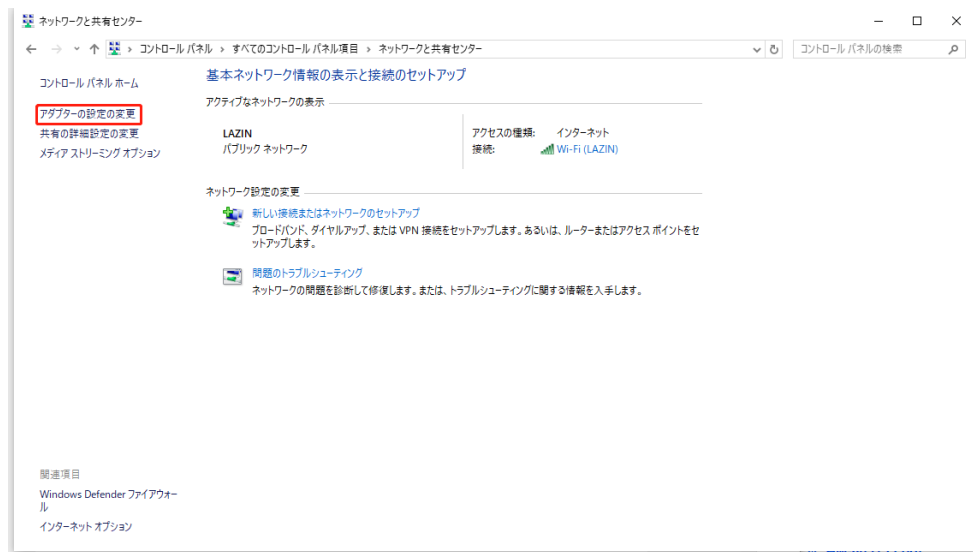 ネットワークと共有センター
コントロール パネル › すべてのコントロール パネル項目 › ネットワークと共有センター
コントロール パネルの検索
コントロール パネル ホーム
アダプターの設定の変更
共有の詳細設定の変更
メディア ストリーミング オプション
基本ネットワーク情報の表示と接続のセットアップ
アクティブなネットワークの表示
LAZIN
パブリック ネットワーク
アクセスの種類: インターネット
接続: Wi-Fi (LAZIN)
ネットワーク設定の変更
新しい接続またはネットワークのセットアップ
ブロードバンド、ダイヤルアップ、または VPN 接続をセットアップします。あるいは、ルーターまたはアクセス ポイントをセ
ットアップします。
問題のトラブルシューティング
ネットワークの問題を診断して修復します。または、トラブルシューティングに関する情報を入手します。
関連項目
Windows Defender ファイアウォー
ル
インターネット オプション